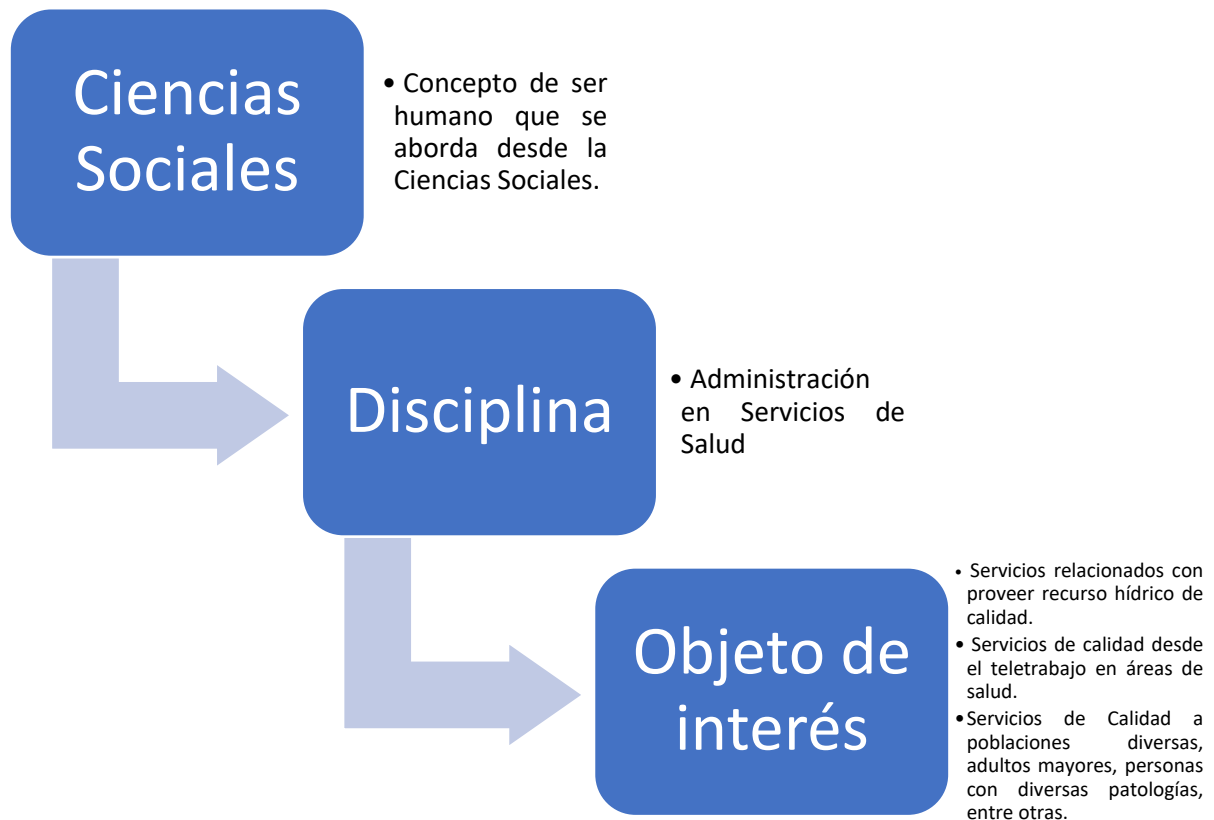 Ciencias
Sociales
• Concepto de ser
humano que se
aborda desde la
Ciencias Sociales.
Disciplina
• Administración
en Servicios de
Salud
Objeto de
interés
• Servicios relacionados con
proveer recurso hídrico de
calidad.
• Servicios de calidad desde
el teletrabajo en áreas de
salud.
•Servicios de Calidad a
poblaciones diversas,
adultos mayores, personas
con diversas patologías,
entre otras.